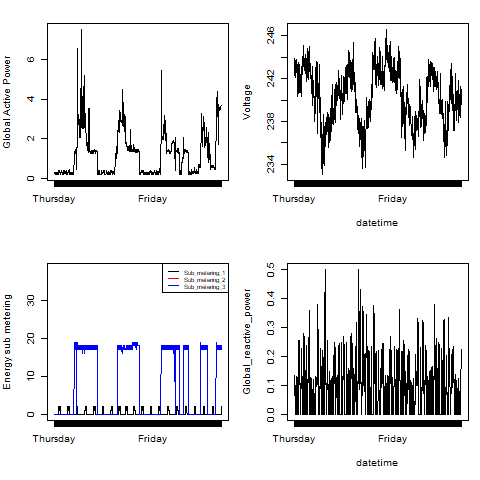 Global Active Power
0
2
4
6
Thursday
Friday
Voltage
234
238
242
246
Thursday
Friday
datetime
Energy sub metering
0
10
20
30
Sub_metering_1
Sub_metering_2
Sub_metering_3
Thursday
Friday
Global_reactive_power
0.0
0.1
0.2
0.3
0.4
0.5
Thursday
Friday
datetime